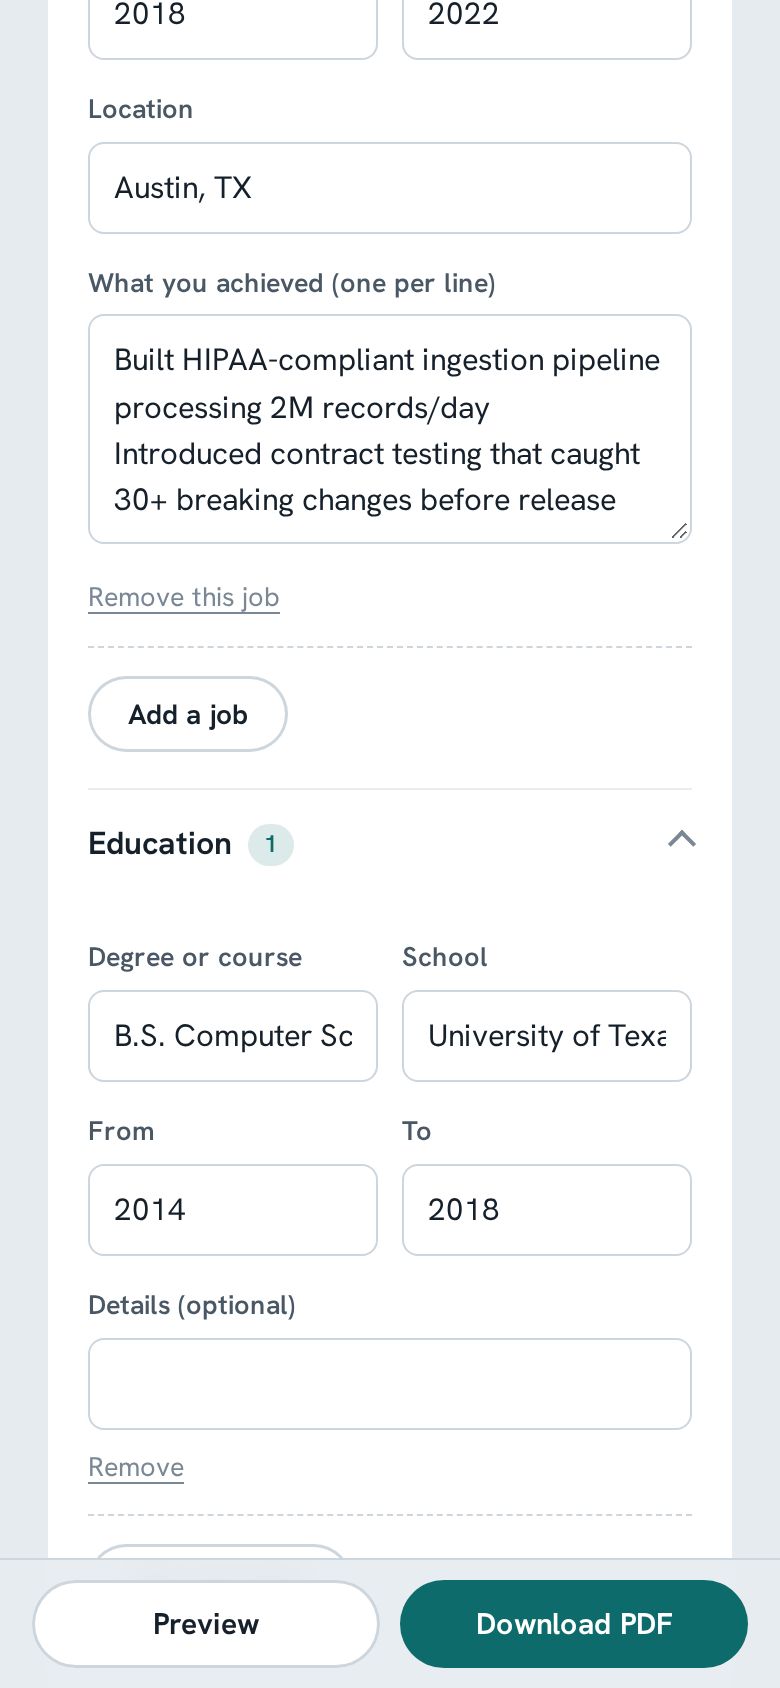 2018 2022
Location
Austin, TX
What you achieved (one per line)
Built HIPAA-compliant ingestion pipeline
processing 2M records/day
Introduced contract testing that caught
30+ breaking changes before release
Remove this job
Add a job
Education 1
Degree or course School
B.S. Computer Sc University of Texa
From To
2014 2018
Details (optional)
Remove
Preview Download PDF